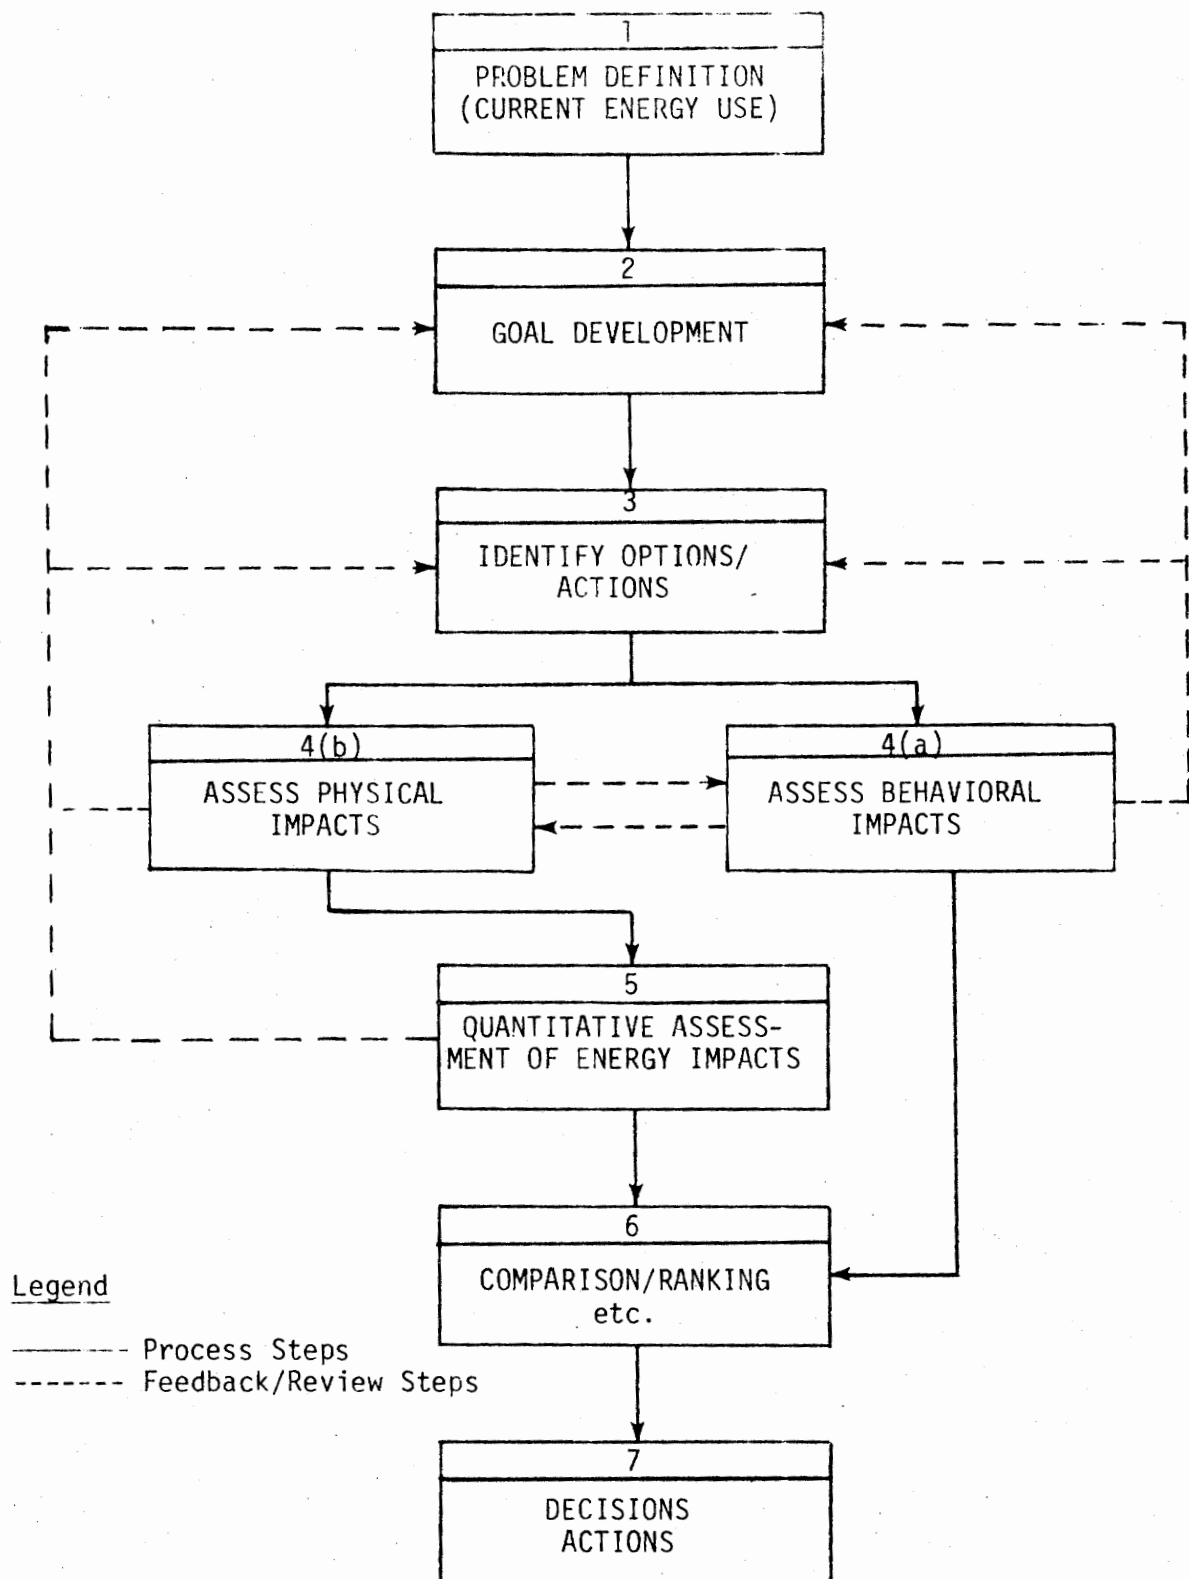 1
PROBLEM DEFINITION
(CURRENT ENERGY USE)
2
GOAL DEVELOPMENT
3
IDENTIFY OPTIONS/
ACTIONS
4(b)
ASSESS PHYSICAL
IMPACTS
4(a)
ASSESS BEHAVIORAL
IMPACTS
5
QUANTITATIVE ASSESS-
MENT OF ENERGY IMPACTS
6
COMPARISON/RANKING
etc.
Legend
Process Steps
Feedback/Review Steps
7
DECISIONS
ACTIONS